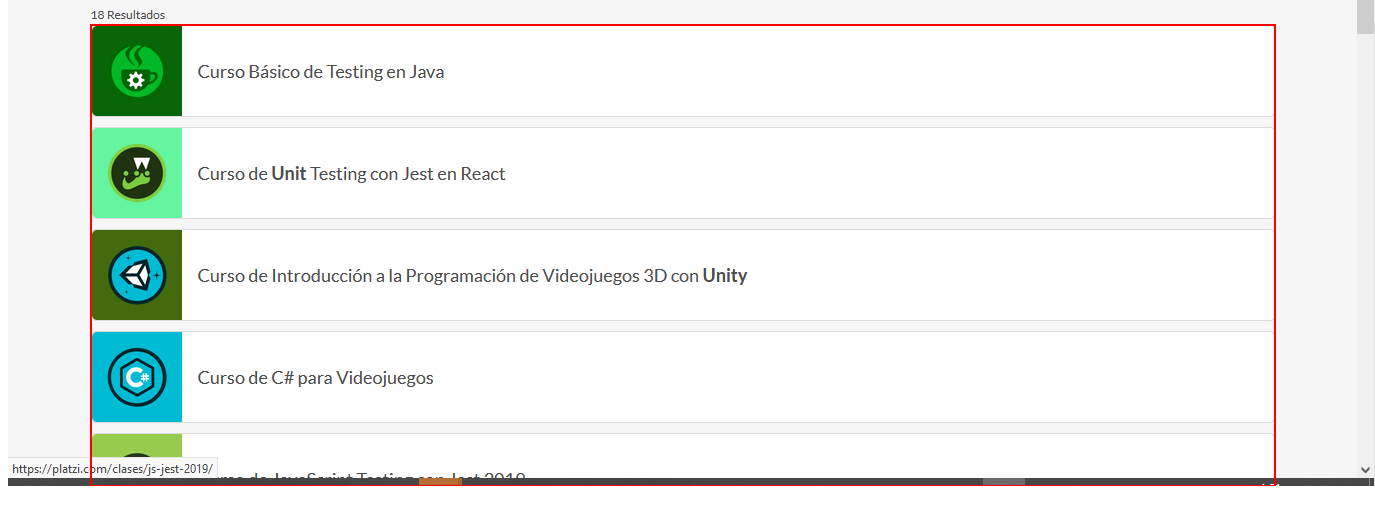 18 Resultados
Curso Básico de Testing en Java
Curso de Unit Testing con Jest en React
Curso de Introducción a la Programación de Videojuegos 3D con Unity
C#
Curso de C# para Videojuegos
Curso de JavaScript Testing con Jest 2019
https://platzi.com/clases/js-jest-2019/